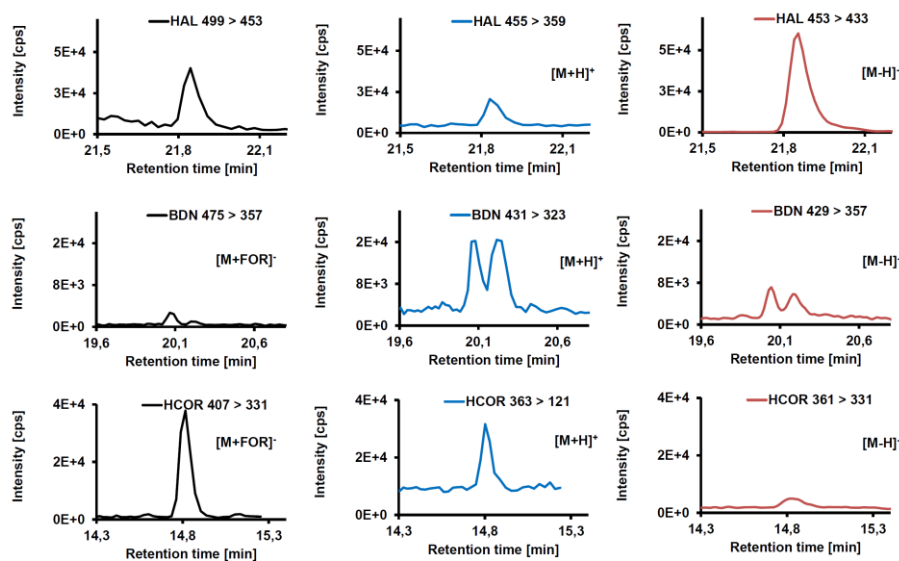 HAL 499 > 453
Intensity [cps]
5E+4
3E+4
0E+0
21,5
21,8
22,1
Retention time [min]
HAL 455 > 359
[M+H]⁺
Intensity [cps]
5E+4
3E+4
0E+0
21,5
21,8
22,1
Retention time [min]
HAL 453 > 433
[M-H]⁻
Intensity [cps]
5E+4
3E+4
0E+0
21,5
21,8
22,1
Retention time [min]
BDN 475 > 357
[M+FOR]⁻
Intensity [cps]
2E+4
8E+3
0E+0
19,6
20,1
20,6
Retention time [min]
BDN 431 > 323
[M+H]⁺
Intensity [cps]
2E+4
8E+3
0E+0
19,6
20,1
20,6
Retention time [min]
BDN 429 > 357
[M-H]⁻
Intensity [cps]
2E+4
8E+3
0E+0
19,6
20,1
20,6
Retention time [min]
HCOR 407 > 331
[M+FOR]⁻
Intensity [cps]
4E+4
2E+4
0E+0
14,3
14,8
15,3
Retention time [min]
HCOR 363 > 121
[M+H]⁺
Intensity [cps]
4E+4
2E+4
0E+0
14,3
14,8
15,3
Retention time [min]
HCOR 361 > 331
[M-H]⁻
Intensity [cps]
4E+4
2E+4
0E+0
14,3
14,8
15,3
Retention time [min]